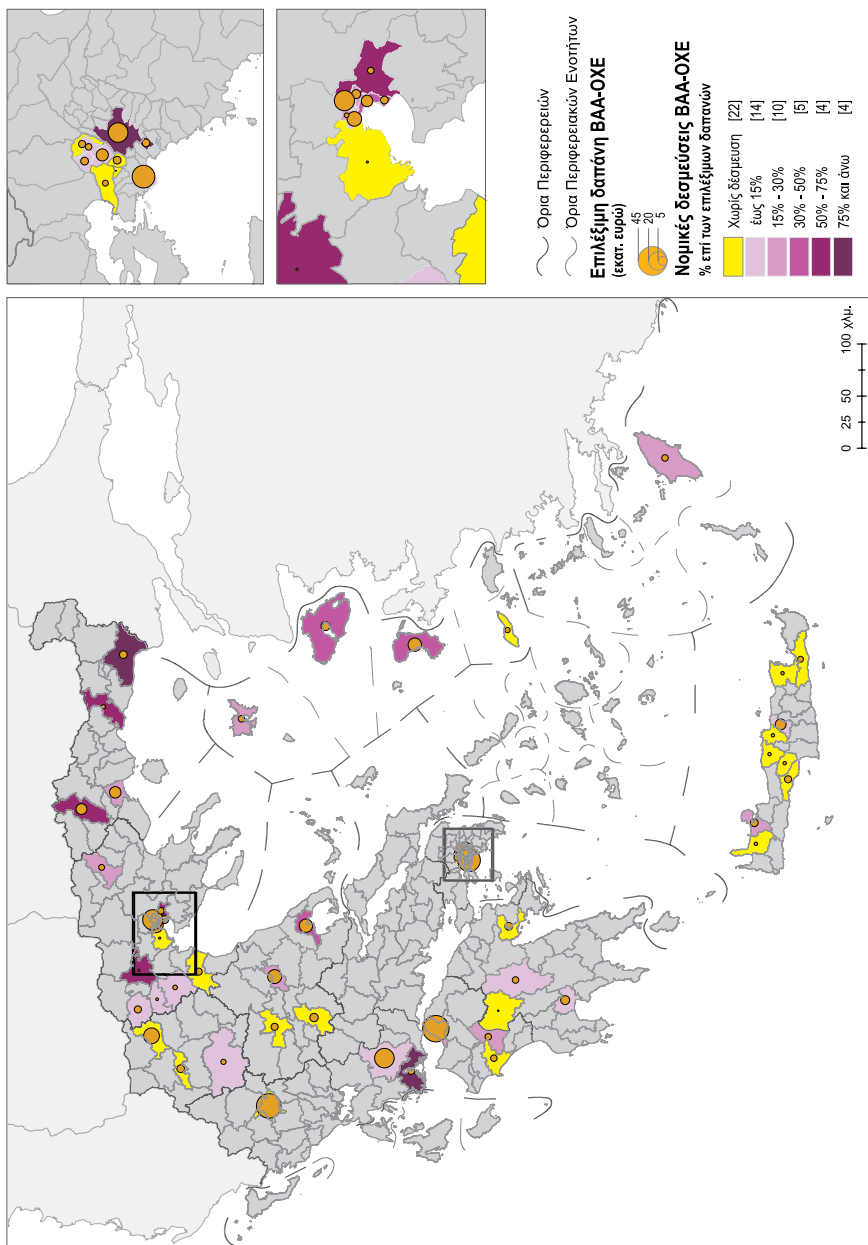 Όρια Περιφερερειών
Όρια Περιφερειακών Ενοτήτων
Επιλέξιμη δαπάνη ΒΑΑ-ΟΧΕ
(εκατ. ευρώ)
45
20
5
Νομικές δεσμεύσεις ΒΑΑ-ΟΧΕ
% επί των επιλέξιμων δαπανών
Χωρίς δέσμευση [22]
έως 15% [14]
15% - 30% [10]
30% - 50% [5]
50% - 75% [4]
75% και άνω [4]
0 25 50 100 χλμ.